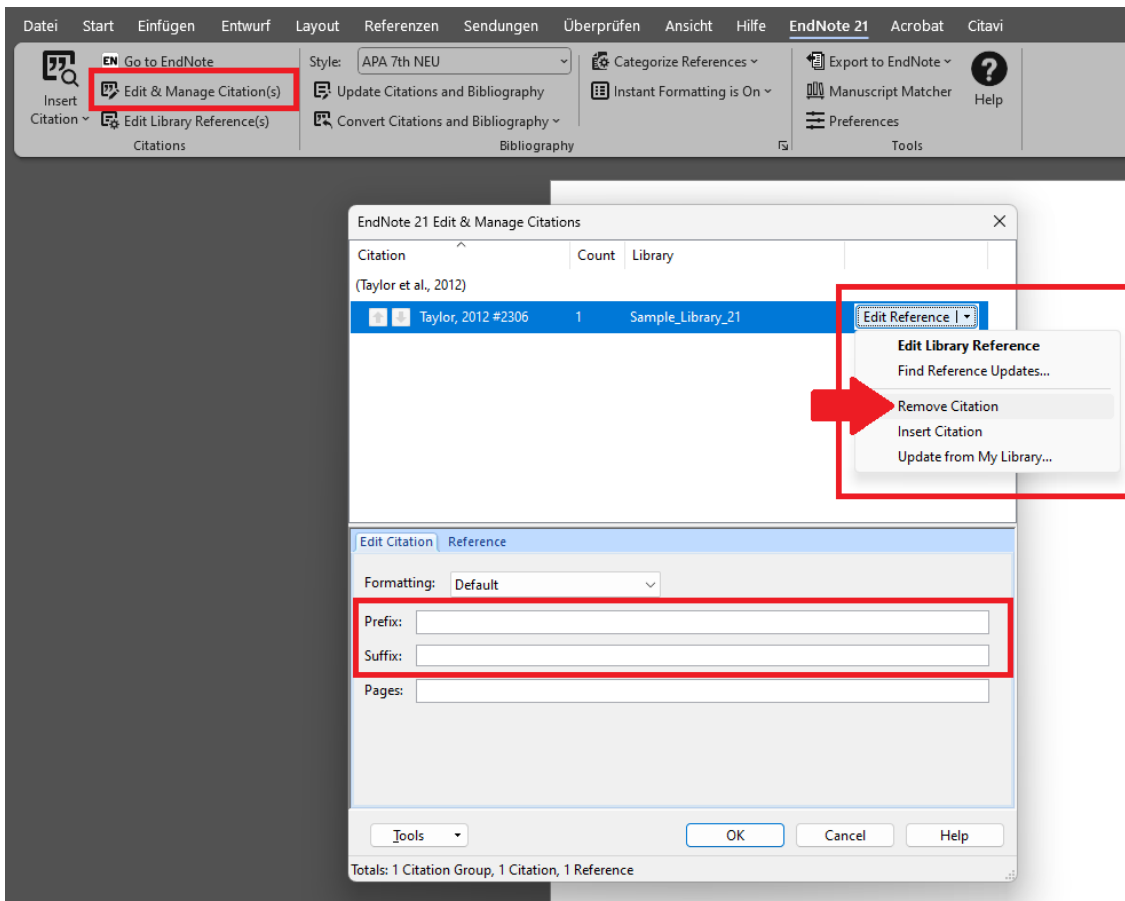 Datei Start Einfügen Entwurf Layout Referenzen Sendungen Überprüfen Ansicht Hilfe EndNote 21 Acrobat Citavi
Insert Citation
EN Go to EndNote
Edit & Manage Citation(s)
Edit Library Reference(s)
Citations
Style: APA 7th NEU
Update Citations and Bibliography
Convert Citations and Bibliography
Categorize References
Instant Formatting is On
Bibliography
Export to EndNote
Manuscript Matcher
Preferences
Tools
? Help
EndNote 21 Edit & Manage Citations
Citation Count Library
(Taylor et al., 2012)
Taylor, 2012 #2306 1 Sample_Library_21 Edit Reference
Edit Library Reference
Find Reference Updates...
Remove Citation
Insert Citation
Update from My Library...
Edit Citation Reference
Formatting: Default
Prefix:
Suffix:
Pages:
Tools OK Cancel Help
Totals: 1 Citation Group, 1 Citation, 1 Reference